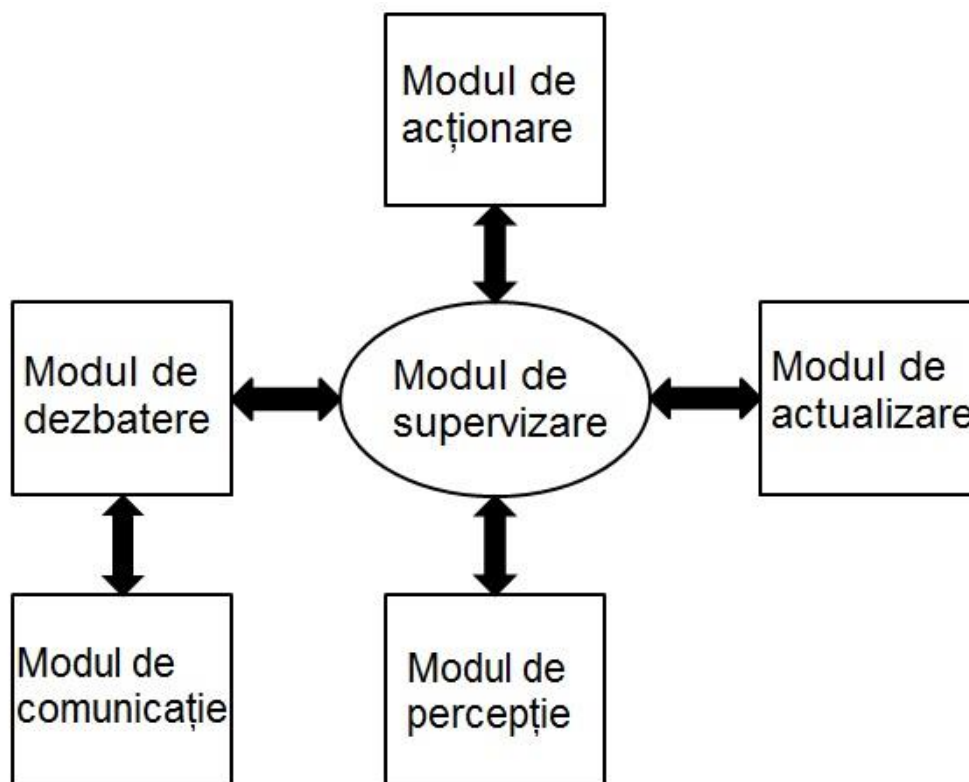 Modul de
acționare
Modul de
dezbatere
Modul de
supervizare
Modul de
actualizare
Modul de
comunicație
Modul de
percepție